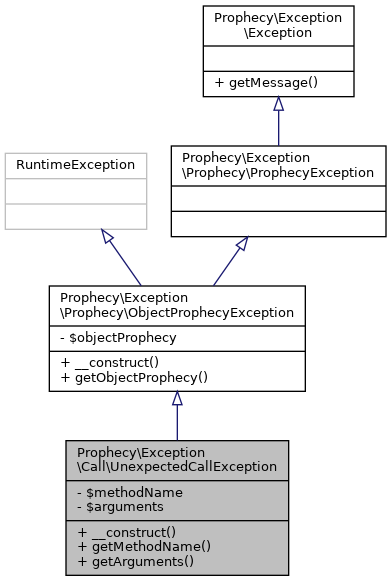 Prophecy\Exception
\Exception
+ getMessage()
RuntimeException
Prophecy\Exception
\Prophecy\ProphecyException
Prophecy\Exception
\Prophecy\ObjectProphecyException
- $objectProphecy
+ __construct()
+ getObjectProphecy()
Prophecy\Exception
\Call\UnexpectedCallException
- $methodName
- $arguments
+ __construct()
+ getMethodName()
+ getArguments()